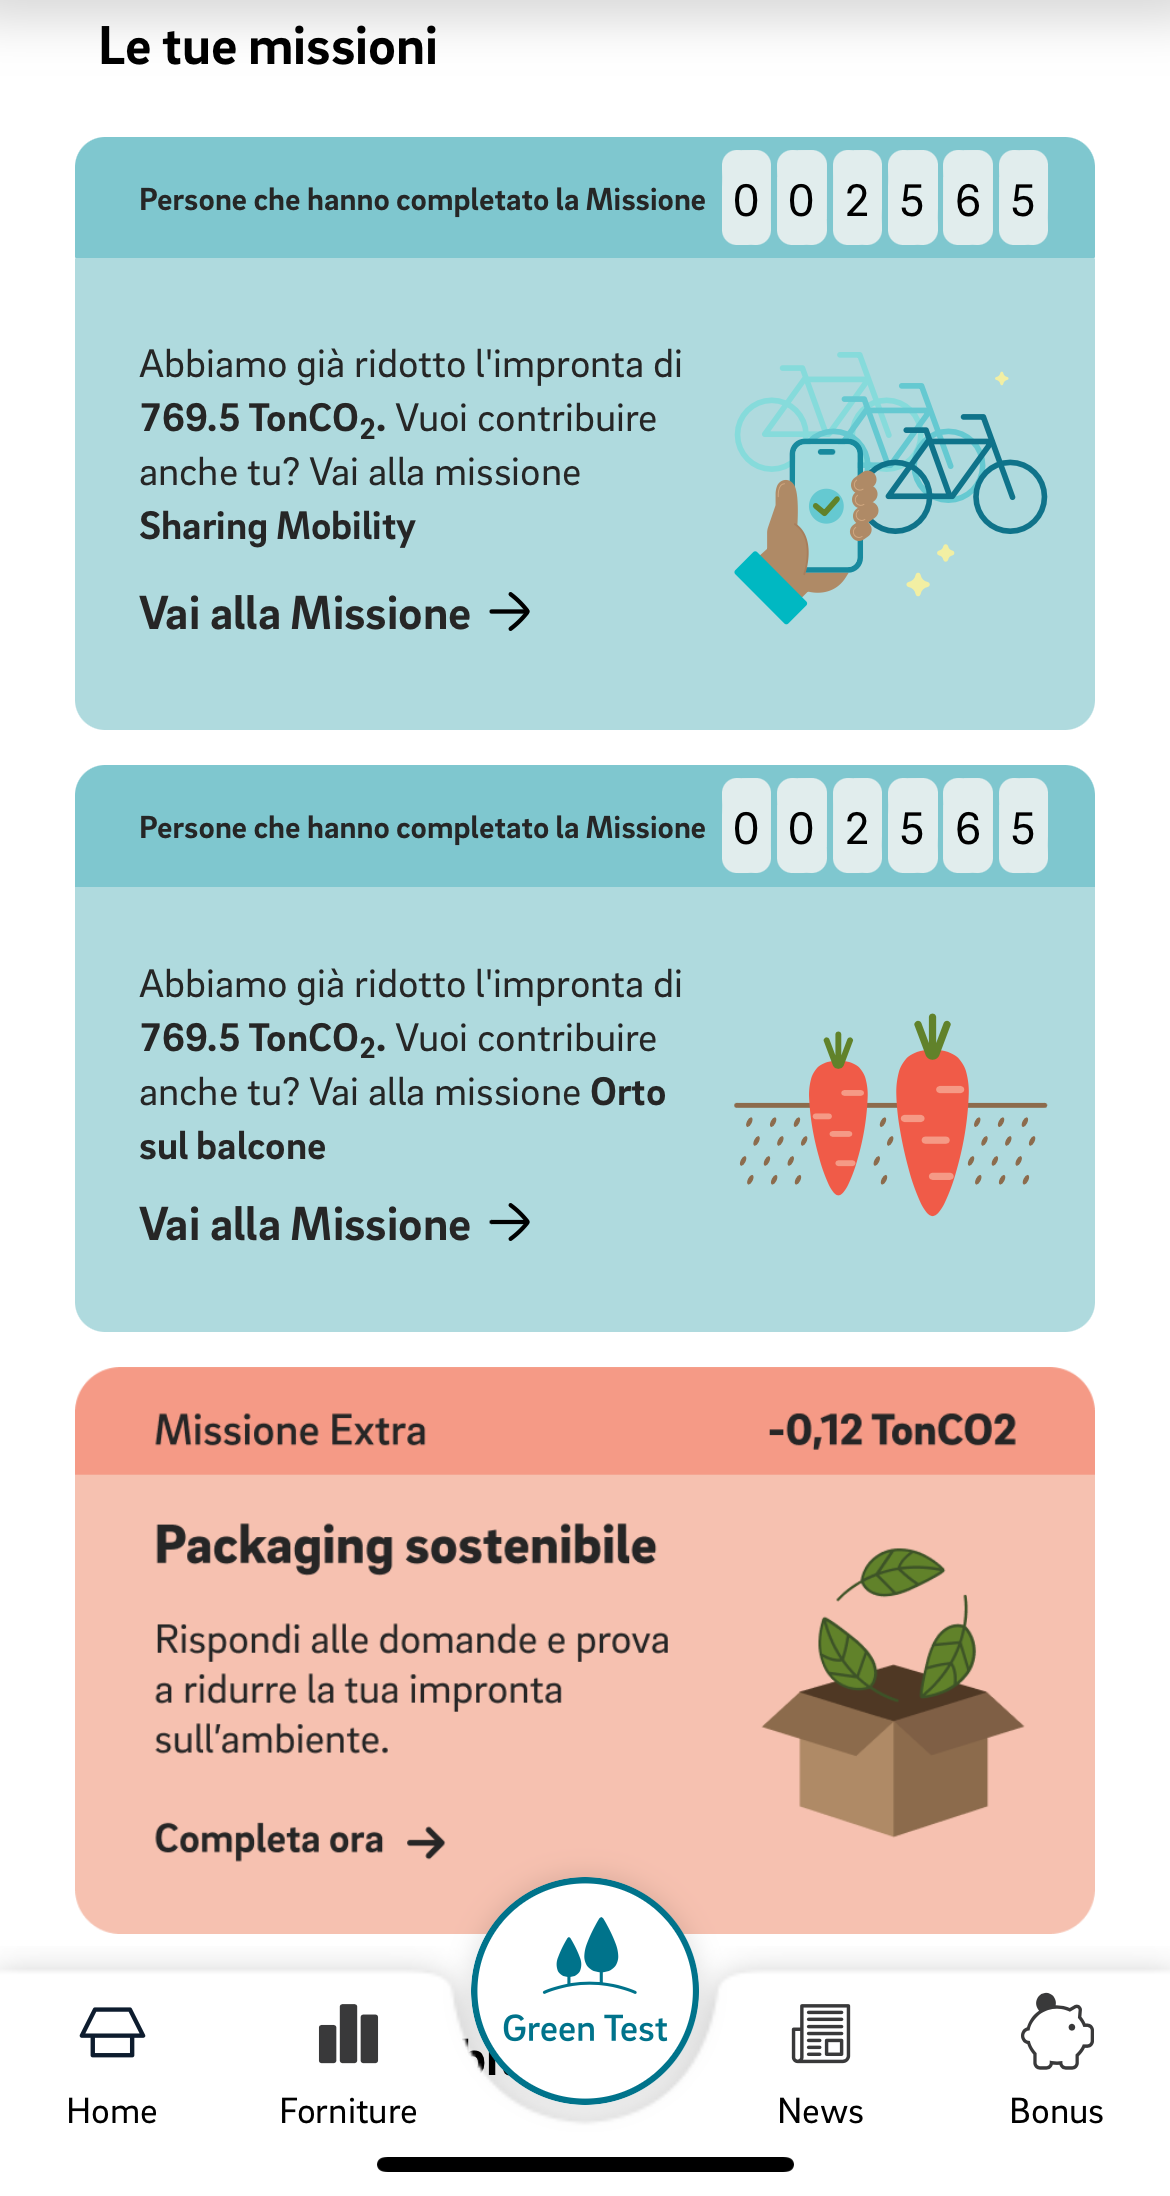 Le tue missioni
Persone che hanno completato la Missione 0 0 2 5 6 5
Abbiamo già ridotto l'impronta di
769.5 TonCO₂. Vuoi contribuire
anche tu? Vai alla missione
Sharing Mobility
Vai alla Missione →
Persone che hanno completato la Missione 0 0 2 5 6 5
Abbiamo già ridotto l'impronta di
769.5 TonCO₂. Vuoi contribuire
anche tu? Vai alla missione Orto
sul balcone
Vai alla Missione →
Missione Extra -0,12 TonCO2
Packaging sostenibile
Rispondi alle domande e prova
a ridurre la tua impronta
sull'ambiente.
Completa ora →
Green Test
Home Forniture News Bonus